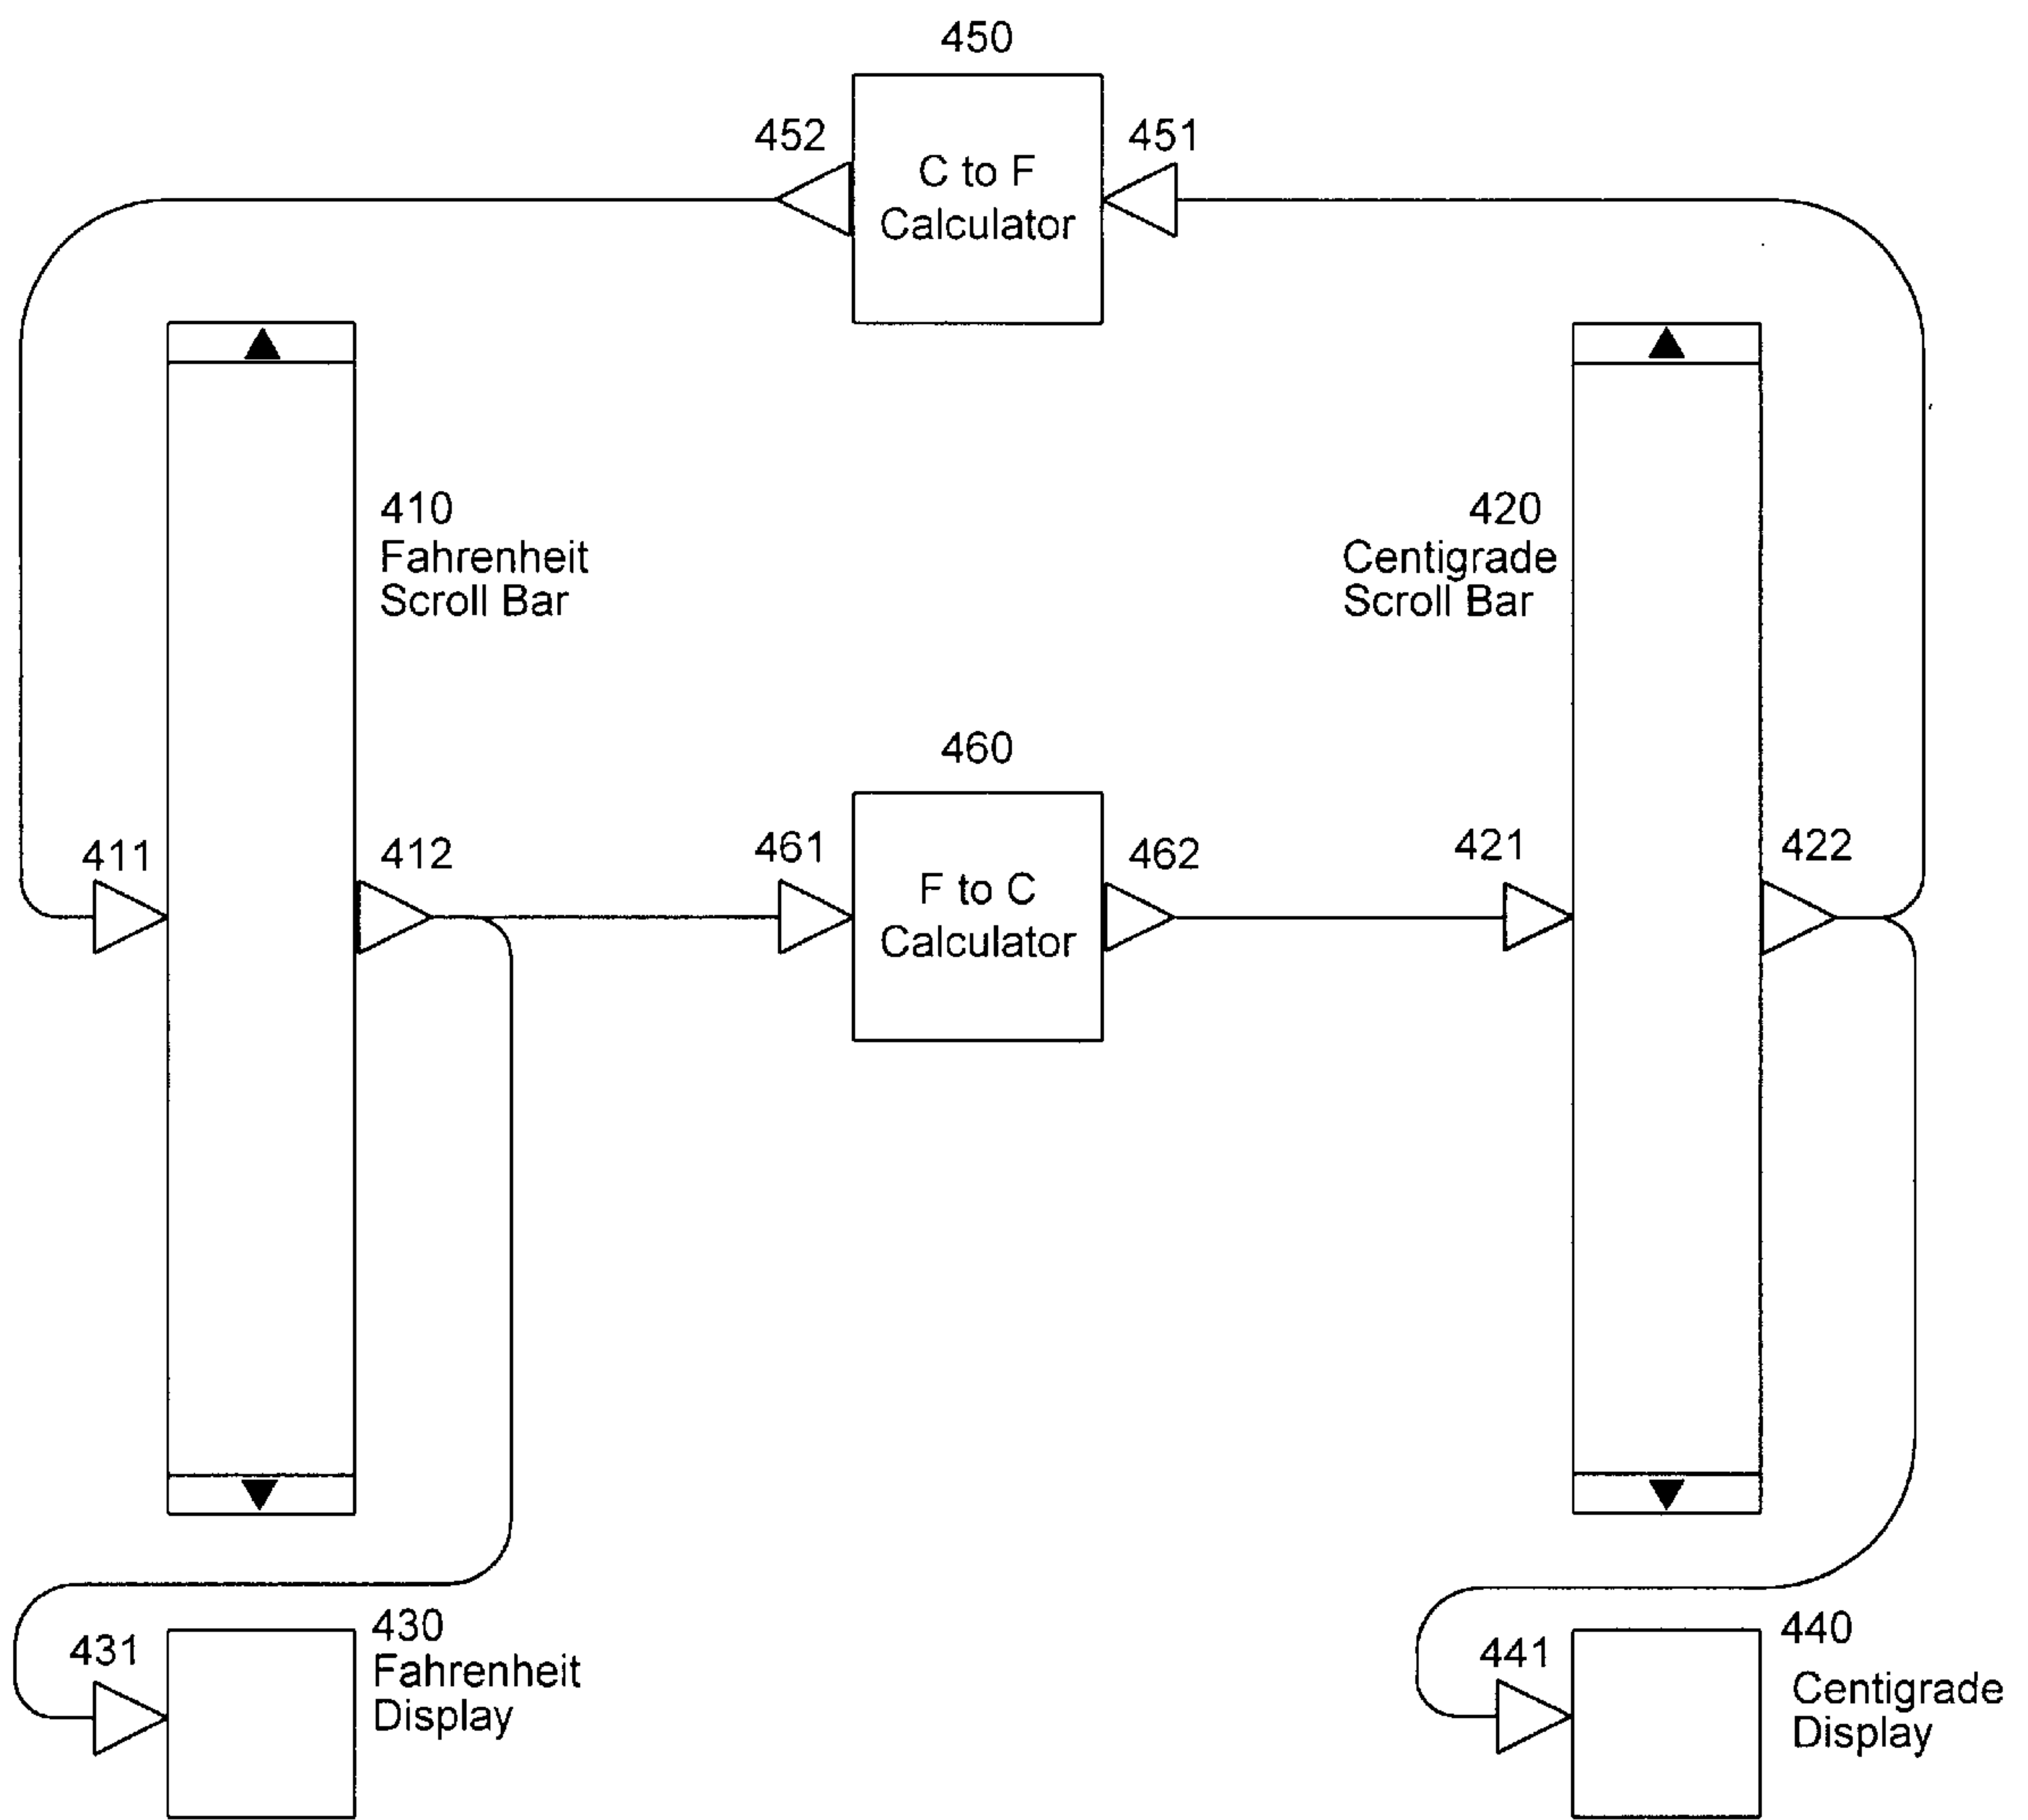 450
452
451
C to F
Calculator
410
Fahrenheit
Scroll Bar
420
Centigrade
Scroll Bar
460
411
412
461
462
421
422
F to C
Calculator
431
430
Fahrenheit
Display
441
440
Centigrade
Display